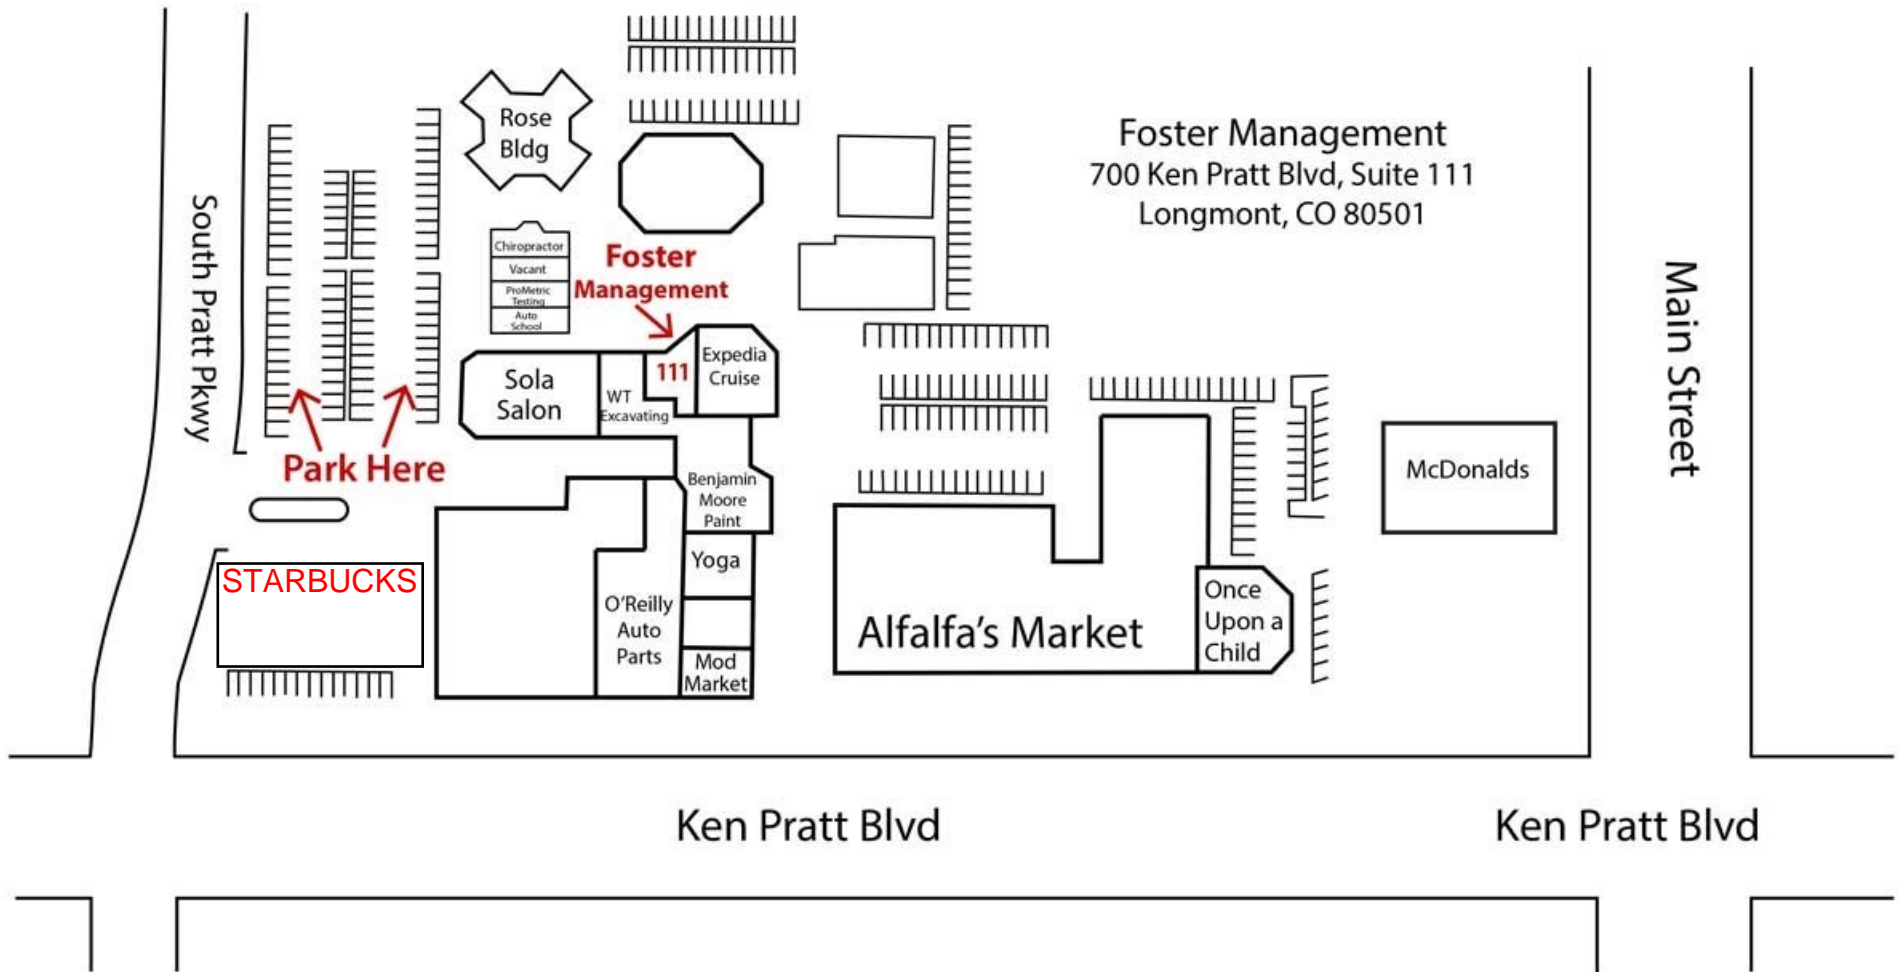 Rose
Bldg
Foster Management
700 Ken Pratt Blvd, Suite 111
Longmont, CO 80501
South Pratt Pkwy
Chiropractor
Vacant
ProMetric
Testing
Auto
School
Foster
Management
Main Street
111
Expedia
Cruise
Sola
Salon
WT
Excavating
Park Here
McDonalds
Benjamin
Moore
Paint
Yoga
STARBUCKS
O'Reilly
Auto
Parts
Mod
Market
Alfalfa's Market
Once
Upon a
Child
Ken Pratt Blvd
Ken Pratt Blvd